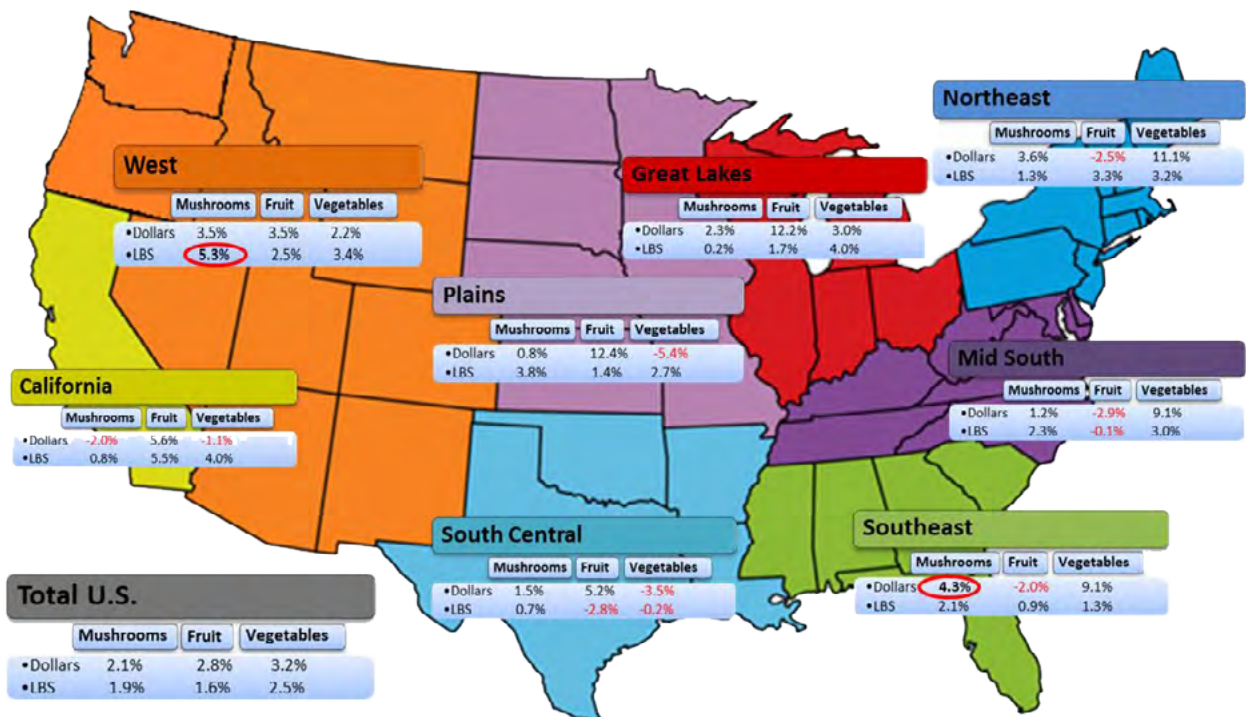 Northeast
Mushrooms Fruit Vegetables
•Dollars 3.6% -2.5% 11.1%
•LBS 1.3% 3.3% 3.2%
West
Mushrooms Fruit Vegetables
•Dollars 3.5% 3.5% 2.2%
•LBS 5.3% 2.5% 3.4%
Great Lakes
Mushrooms Fruit Vegetables
•Dollars 2.3% 12.2% 3.0%
•LBS 0.2% 1.7% 4.0%
Plains
Mushrooms Fruit Vegetables
•Dollars 0.8% 12.4% -5.4%
•LBS 3.8% 1.4% 2.7%
Mid South
Mushrooms Fruit Vegetables
•Dollars 1.2% -2.9% 9.1%
•LBS 2.3% -0.1% 3.0%
California
Mushrooms Fruit Vegetables
•Dollars -2.0% 5.6% -1.1%
•LBS 0.8% 5.5% 4.0%
South Central
Mushrooms Fruit Vegetables
•Dollars 1.5% 5.2% -3.5%
•LBS 0.7% -2.8% -0.2%
Southeast
Mushrooms Fruit Vegetables
•Dollars 4.3% -2.0% 9.1%
•LBS 2.1% 0.9% 1.3%
Total U.S.
Mushrooms Fruit Vegetables
•Dollars 2.1% 2.8% 3.2%
•LBS 1.9% 1.6% 2.5%